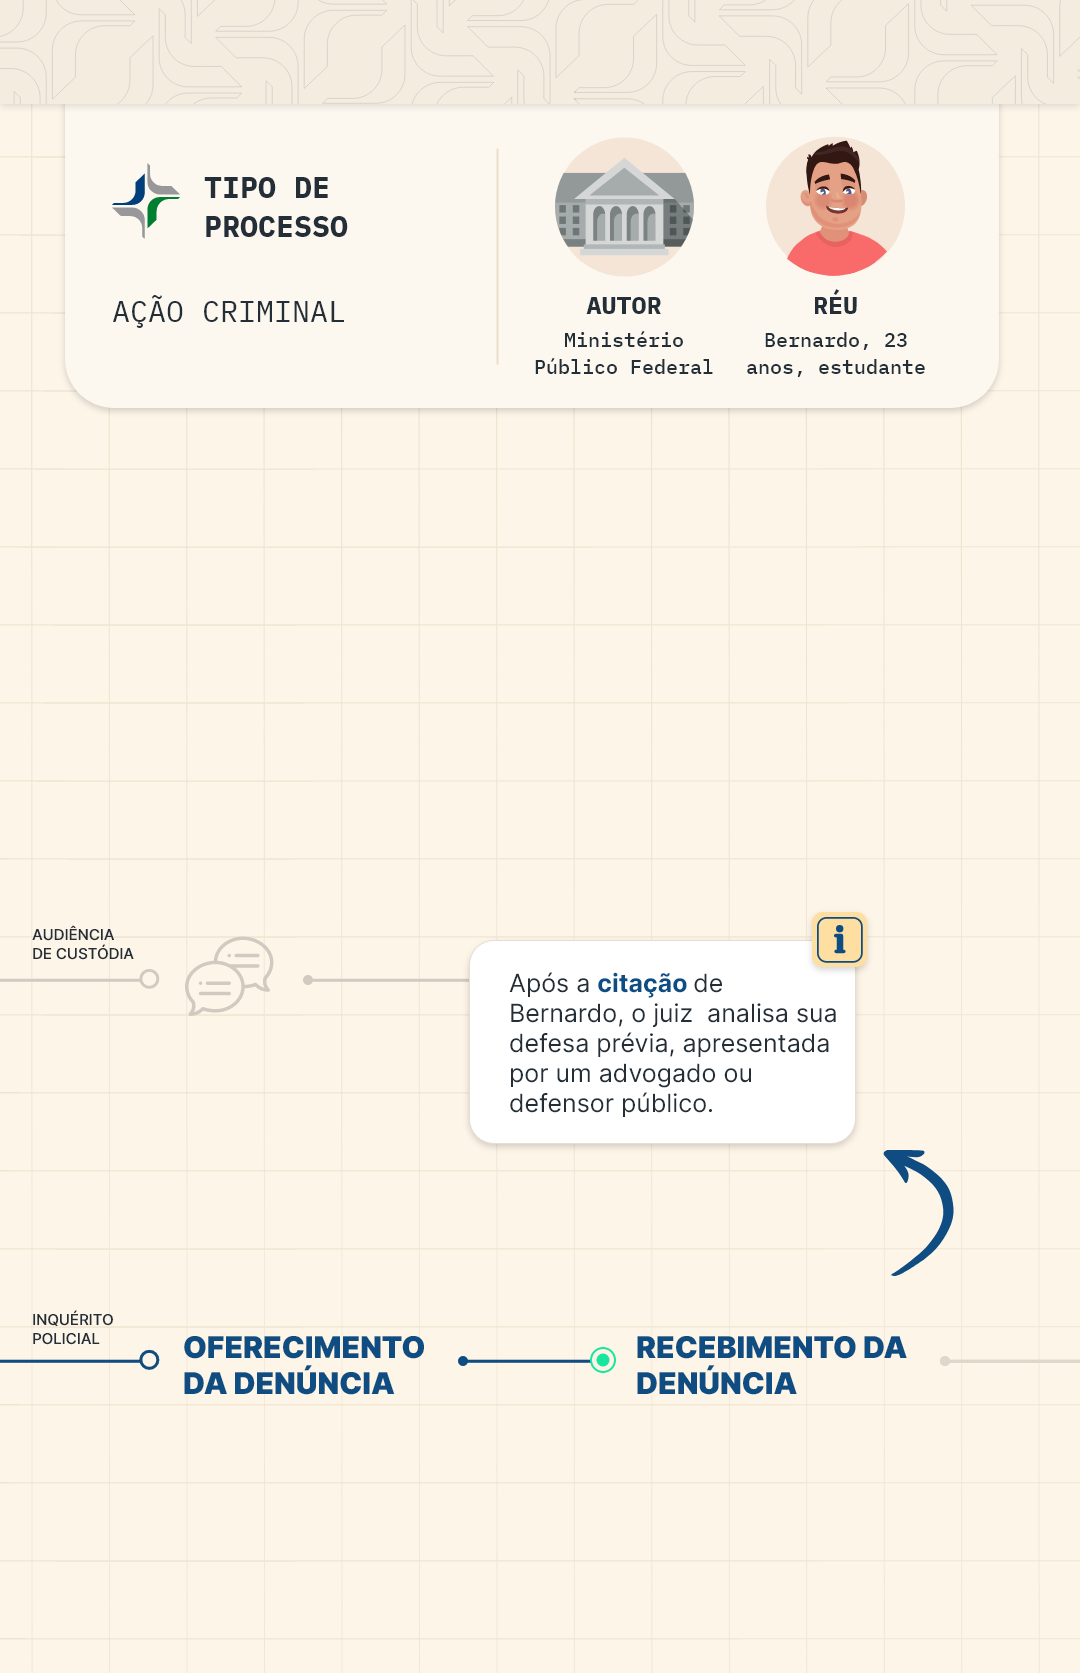 TIPO DE
PROCESSO
AÇÃO CRIMINAL
AUTOR
Ministério
Público Federal
RÉU
Bernardo, 23
anos, estudante
AUDIÊNCIA
DE CUSTÓDIA
i
Após a citação de
Bernardo, o juiz  analisa sua
defesa prévia, apresentada
por um advogado ou
defensor público.
INQUÉRITO
POLICIAL
OFERECIMENTO
DA DENÚNCIA
RECEBIMENTO DA
DENÚNCIA